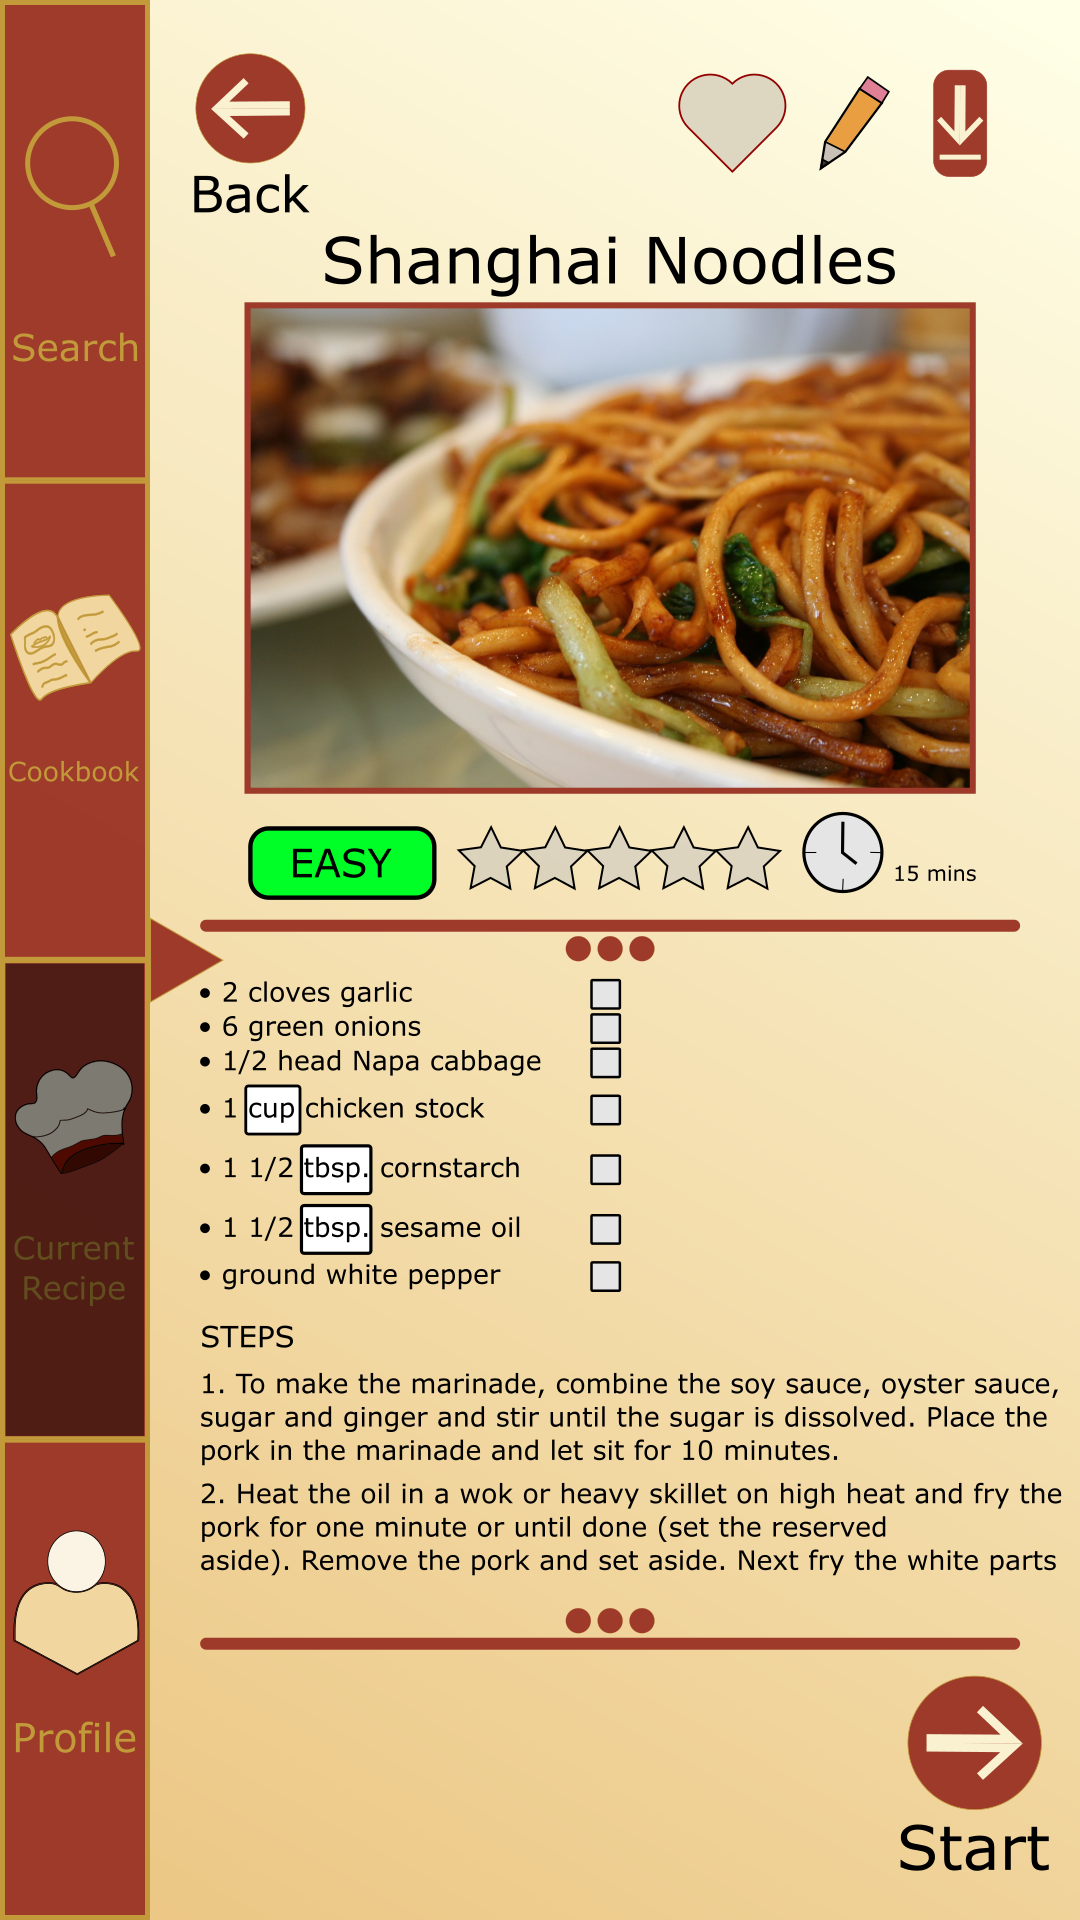 Back
Shanghai Noodles
Search
Cookbook
EASY
15 mins
• 2 cloves garlic
• 6 green onions
• 1/2 head Napa cabbage
• 1 cup chicken stock
• 1 1/2 tbsp. cornstarch
• 1 1/2 tbsp. sesame oil
• ground white pepper
Current
Recipe
STEPS
1. To make the marinade, combine the soy sauce, oyster sauce,
sugar and ginger and stir until the sugar is dissolved. Place the
pork in the marinade and let sit for 10 minutes.
2. Heat the oil in a wok or heavy skillet on high heat and fry the
pork for one minute or until done (set the reserved
aside). Remove the pork and set aside. Next fry the white parts
Profile
Start